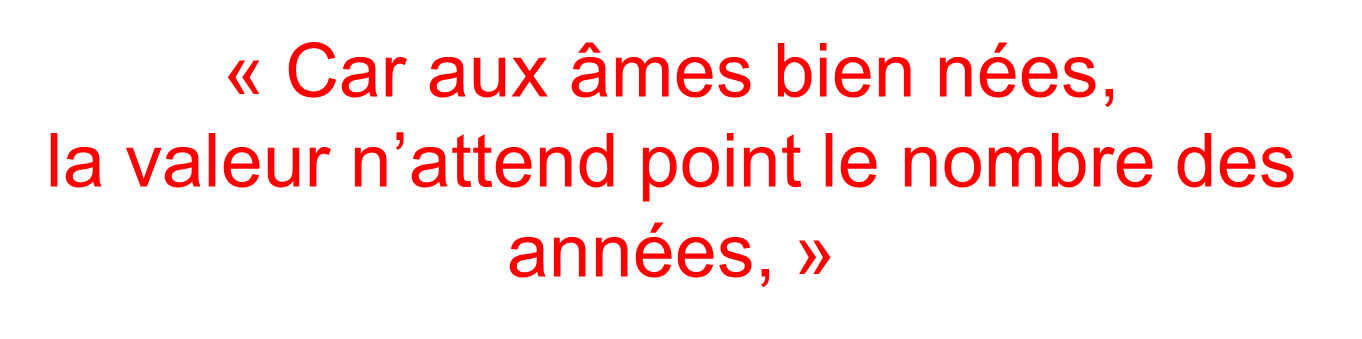 « Car aux âmes bien nées,
la valeur n’attend point le nombre des
années, »